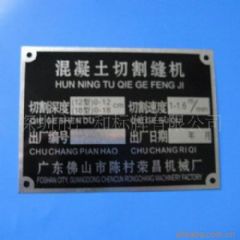 混凝土切割缝机
HUN NING TU QIE GE FENG JI
切割深度 12型 0-12 16型 0-16 cm 切割速度 1-1.5 m/
QIE GE SHEN DU QIE GE SU DU
出厂编号 出厂日期 年 月
CHU CHANG PIAN HAO CHU CHANG RI QI
广东佛山市陈村荣昌机械厂
FOSHAN CITY, GUANGDONG CHENCUN RONGCHANG MACHINERY FACTORY